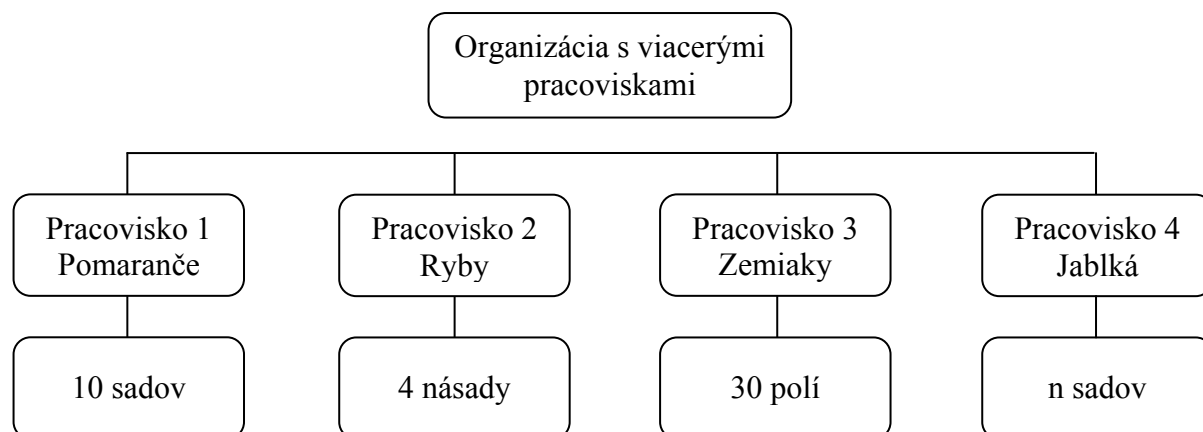 Organizácia s viacerými
pracoviskami
Pracovisko 1
Pomaranče
Pracovisko 2
Ryby
Pracovisko 3
Zemiaky
Pracovisko 4
Jablká
10 sadov
4 násady
30 polí
n sadov